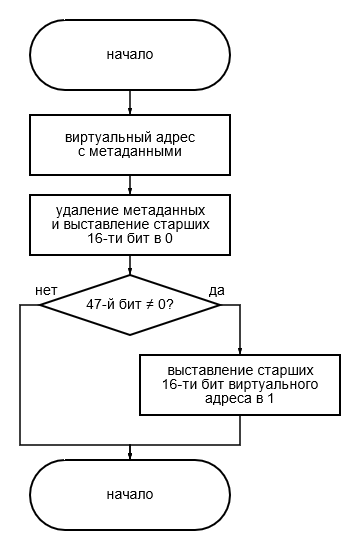 начало
виртуальный адрес
с метаданными
удаление метаданных
и выставление старших
16-ти бит в 0
нет
да
47-й бит ≠ 0?
выставление старших
16-ти бит виртуального
адреса в 1
начало